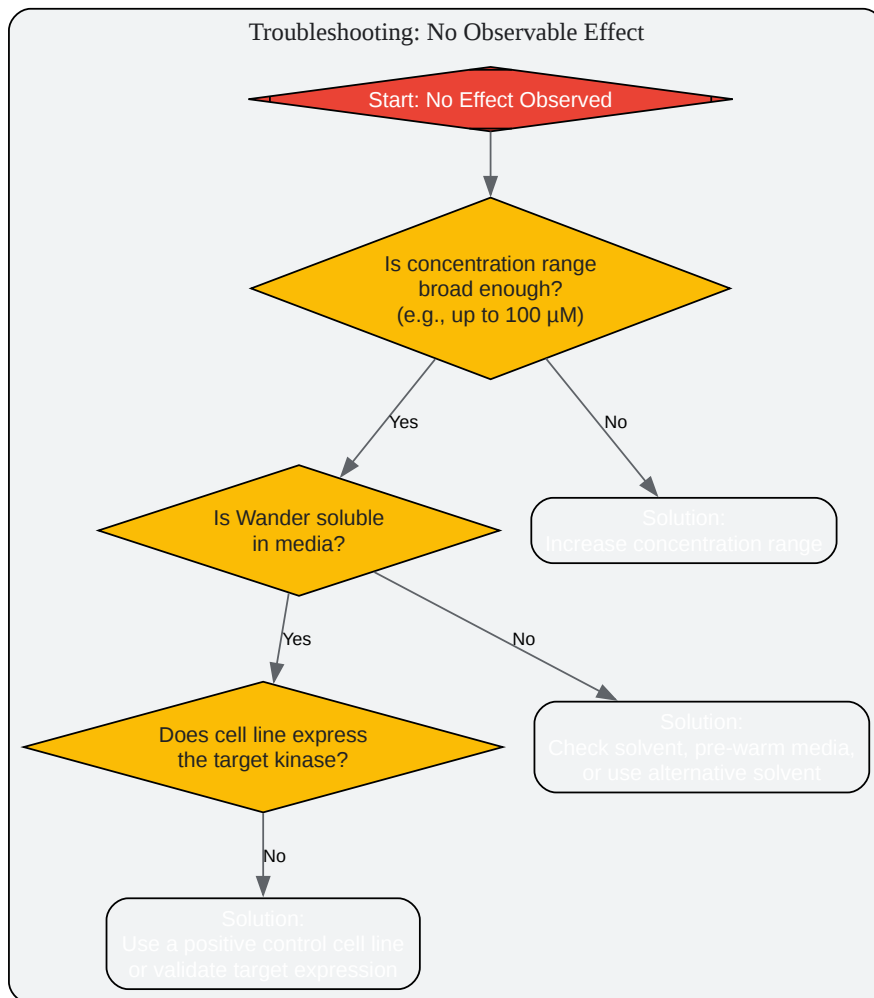 Troubleshooting: No Observable Effect
Start: No Effect Observed
Is concentration range
broad enough?
(e.g., up to 100 µM)
Yes
No
Is Wander soluble
in media?
Solution:
Increase concentration range
Yes
No
Does cell line express
the target kinase?
Solution:
Check solvent, pre-warm media,
or use alternative solvent
No
Solution:
Use a positive control cell line
or validate target expression